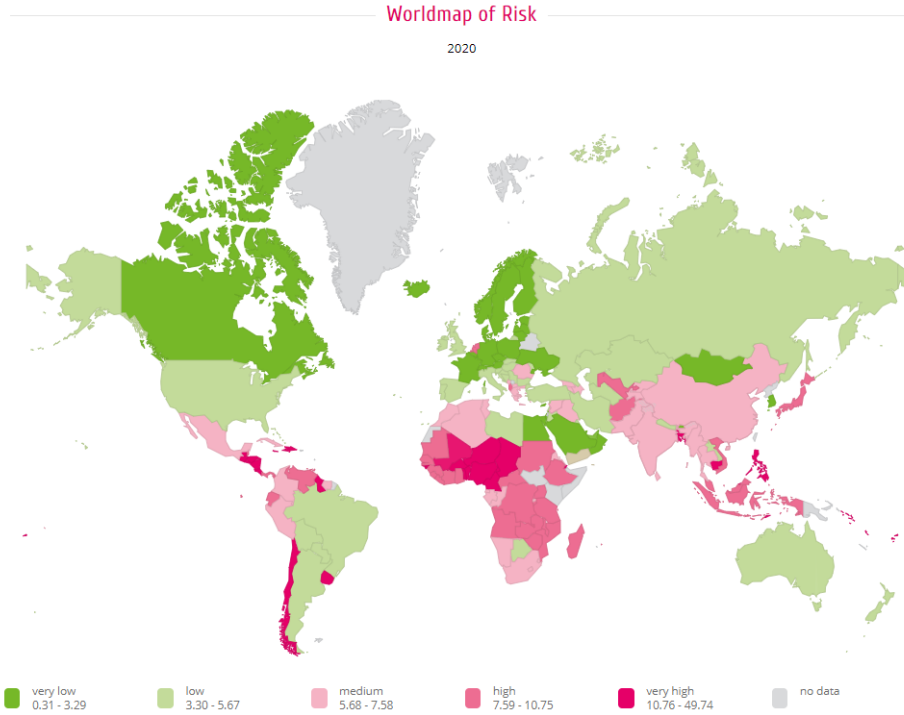 Worldmap of Risk
2020
very low
0.31 - 3.29
low
3.30 - 5.67
medium
5.68 - 7.58
high
7.59 - 10.75
very high
10.76 - 49.74
no data